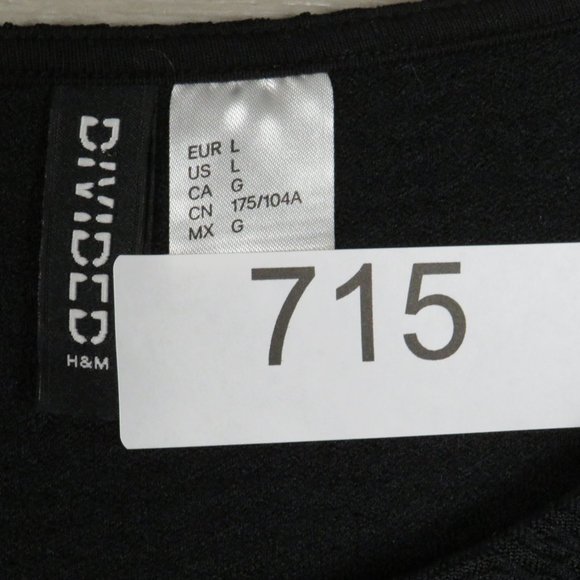 DIVIDED
H&M
EUR L
US L
CA G
CN 175/104A
MX G
715